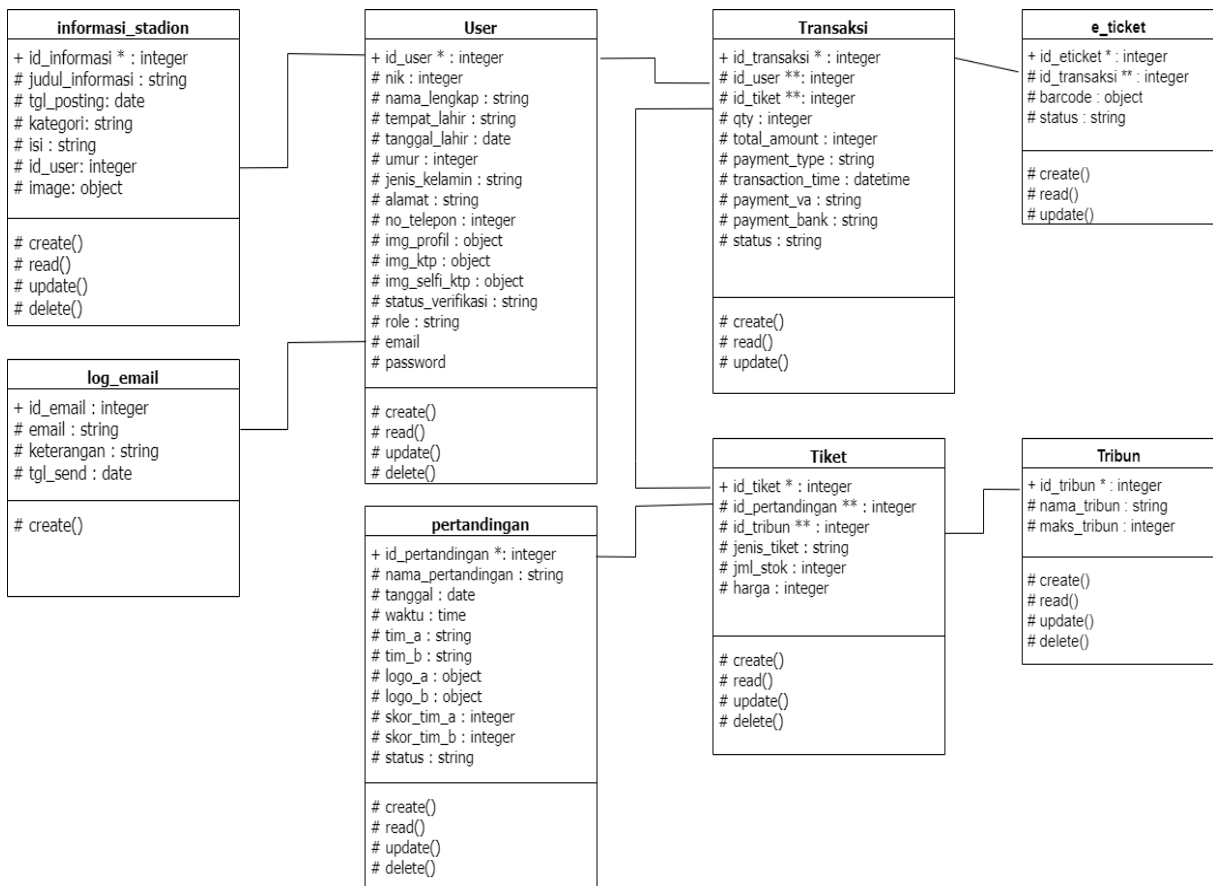 informasi_stadion
+ id_informasi * : integer
# judul_informasi : string
# tgl_posting: date
# kategori: string
# isi : string
# id_user: integer
# image: object
# create()
# read()
# update()
# delete()
User
+ id_user * : integer
# nik : integer
# nama_lengkap : string
# tempat_lahir : string
# tanggal_lahir : date
# umur : integer
# jenis_kelamin : string
# alamat : string
# no_telepon : integer
# img_profil : object
# img_ktp : object
# img_selfi_ktp : object
# status_verifikasi : string
# role : string
# email
# password
# create()
# read()
# update()
# delete()
Transaksi
+ id_transaksi * : integer
# id_user **: integer
# id_tiket **: integer
# qty : integer
# total_amount : integer
# payment_type : string
# transaction_time : datetime
# payment_va : string
# payment_bank : string
# status : string
# create()
# read()
# update()
e_ticket
+ id_eticket * : integer
# id_transaksi ** : integer
# barcode : object
# status : string
# create()
# read()
# update()
log_email
+ id_email : integer
# email : string
# keterangan : string
# tgl_send : date
# create()
pertandingan
+ id_pertandingan *: integer
# nama_pertandingan : string
# tanggal : date
# waktu : time
# tim_a : string
# tim_b : string
# logo_a : object
# logo_b : object
# skor_tim_a : integer
# skor_tim_b : integer
# status : string
# create()
# read()
# update()
# delete()
Tiket
+ id_tiket * : integer
# id_pertandingan ** : integer
# id_tribun ** : integer
# jenis_tiket : string
# jml_stok : integer
# harga : integer
# create()
# read()
# update()
# delete()
Tribun
+ id_tribun * : integer
# nama_tribun : string
# maks_tribun : integer
# create()
# read()
# update()
# delete()